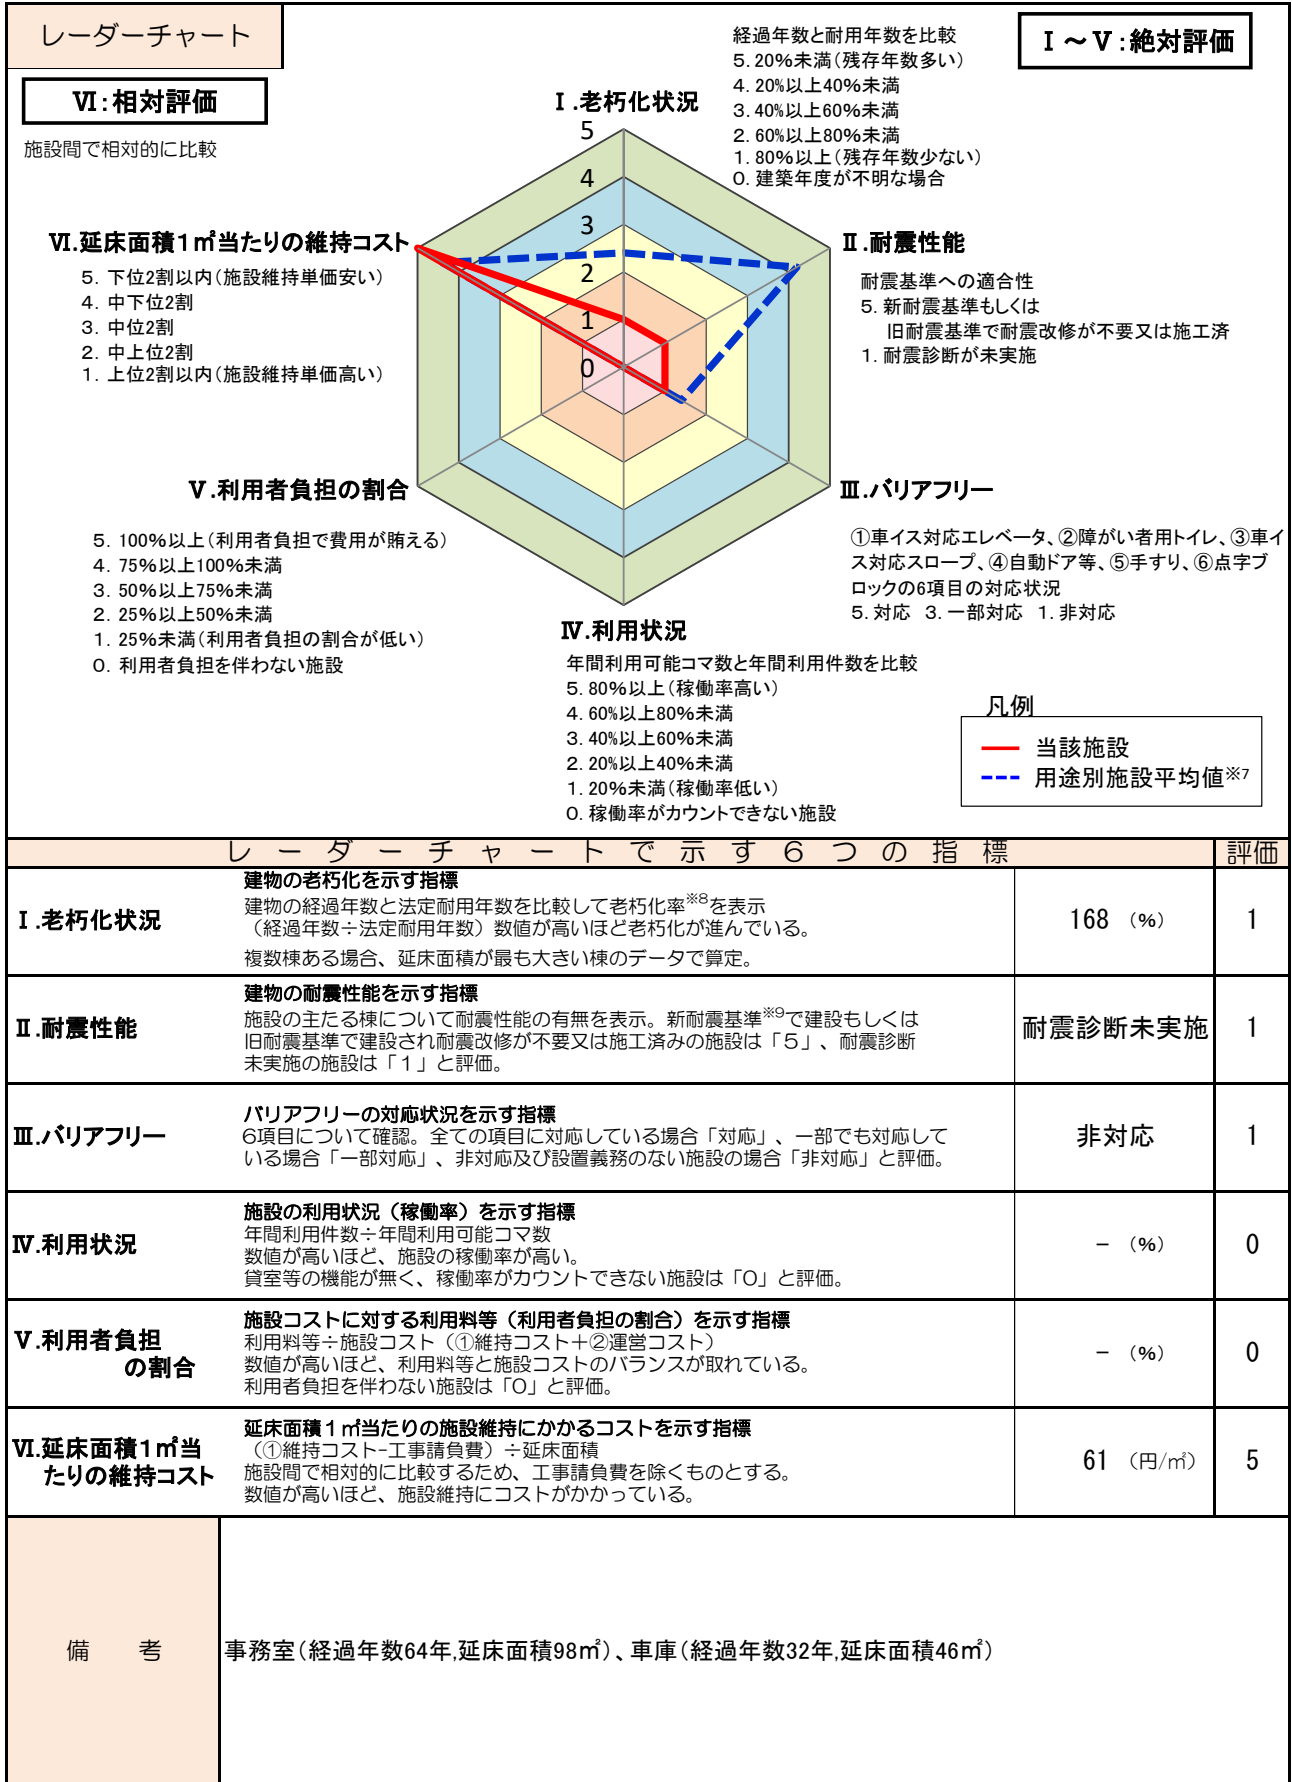 レーダーチャート
Ⅰ～Ⅴ：絶対評価
Ⅵ：相対評価
施設間で相対的に比較
経過年数と耐用年数を比較
5. 20%未満（残存年数多い）
4. 20%以上40%未満
3. 40%以上60%未満
2. 60%以上80%未満
1. 80%以上（残存年数少ない）
0. 建築年度が不明な場合
Ⅰ.老朽化状況
5
4
3
2
1
0
Ⅱ.耐震性能
耐震基準への適合性
5. 新耐震基準もしくは
旧耐震基準で耐震改修が不要又は施工済
1. 耐震診断が未実施
Ⅵ.延床面積1㎡当たりの維持コスト
5. 下位2割以内（施設維持単価安い）
4. 中下位2割
3. 中位2割
2. 中上位2割
1. 上位2割以内（施設維持単価高い）
Ⅲ.バリアフリー
①車イス対応エレベータ、②障がい者用トイレ、③車イ
ス対応スロープ、④自動ドア等、⑤手すり、⑥点字ブ
ロックの6項目の対応状況
5. 対応 3. 一部対応 1. 非対応
Ⅴ.利用者負担の割合
5. 100%以上（利用者負担で費用が賄える）
4. 75%以上100%未満
3. 50%以上75%未満
2. 25%以上50%未満
1. 25%未満（利用者負担の割合が低い）
0. 利用者負担を伴わない施設
Ⅳ.利用状況
年間利用可能コマ数と年間利用件数を比較
5. 80%以上（稼働率高い）
4. 60%以上80%未満
3. 40%以上60%未満
2. 20%以上40%未満
1. 20%未満（稼働率低い）
0. 稼働率がカウントできない施設
凡例
当該施設
用途別施設平均値※7
レーダーチャートで示す６つの指標 評価
Ⅰ.老朽化状況
建物の老朽化を示す指標
建物の経過年数と法定耐用年数を比較して老朽化率※8を表示
（経過年数÷法定耐用年数）数値が高いほど老朽化が進んでいる。
複数棟ある場合、延床面積が最も大きい棟のデータで算定。
168 （%） 1
Ⅱ.耐震性能
建物の耐震性能を示す指標
施設の主たる棟について耐震性能の有無を表示。新耐震基準※9で建設もしくは
旧耐震基準で建設され耐震改修が不要又は施工済みの施設は「５」、耐震診断
未実施の施設は「１」と評価。
耐震診断未実施 1
Ⅲ.バリアフリー
バリアフリーの対応状況を示す指標
6項目について確認。全ての項目に対応している場合「対応」、一部でも対応して
いる場合「一部対応」、非対応及び設置義務のない施設の場合「非対応」と評価。
非対応 1
Ⅳ.利用状況
施設の利用状況（稼働率）を示す指標
年間利用件数÷年間利用可能コマ数
数値が高いほど、施設の稼働率が高い。
貸室等の機能が無く、稼働率がカウントできない施設は「0」と評価。
－ （%） 0
Ⅴ.利用者負担
の割合
施設コストに対する利用料等（利用者負担の割合）を示す指標
利用料等÷施設コスト（①維持コスト＋②運営コスト）
数値が高いほど、利用料等と施設コストのバランスが取れている。
利用者負担を伴わない施設は「0」と評価。
－ （%） 0
Ⅵ.延床面積1㎡当
たりの維持コスト
延床面積１㎡当たりの施設維持にかかるコストを示す指標
（①維持コスト-工事請負費）÷延床面積
施設間で相対的に比較するため、工事請負費を除くものとする。
数値が高いほど、施設維持にコストがかかっている。
61 （円/㎡） 5
備 考
事務室（経過年数64年,延床面積98㎡）、車庫（経過年数32年,延床面積46㎡）